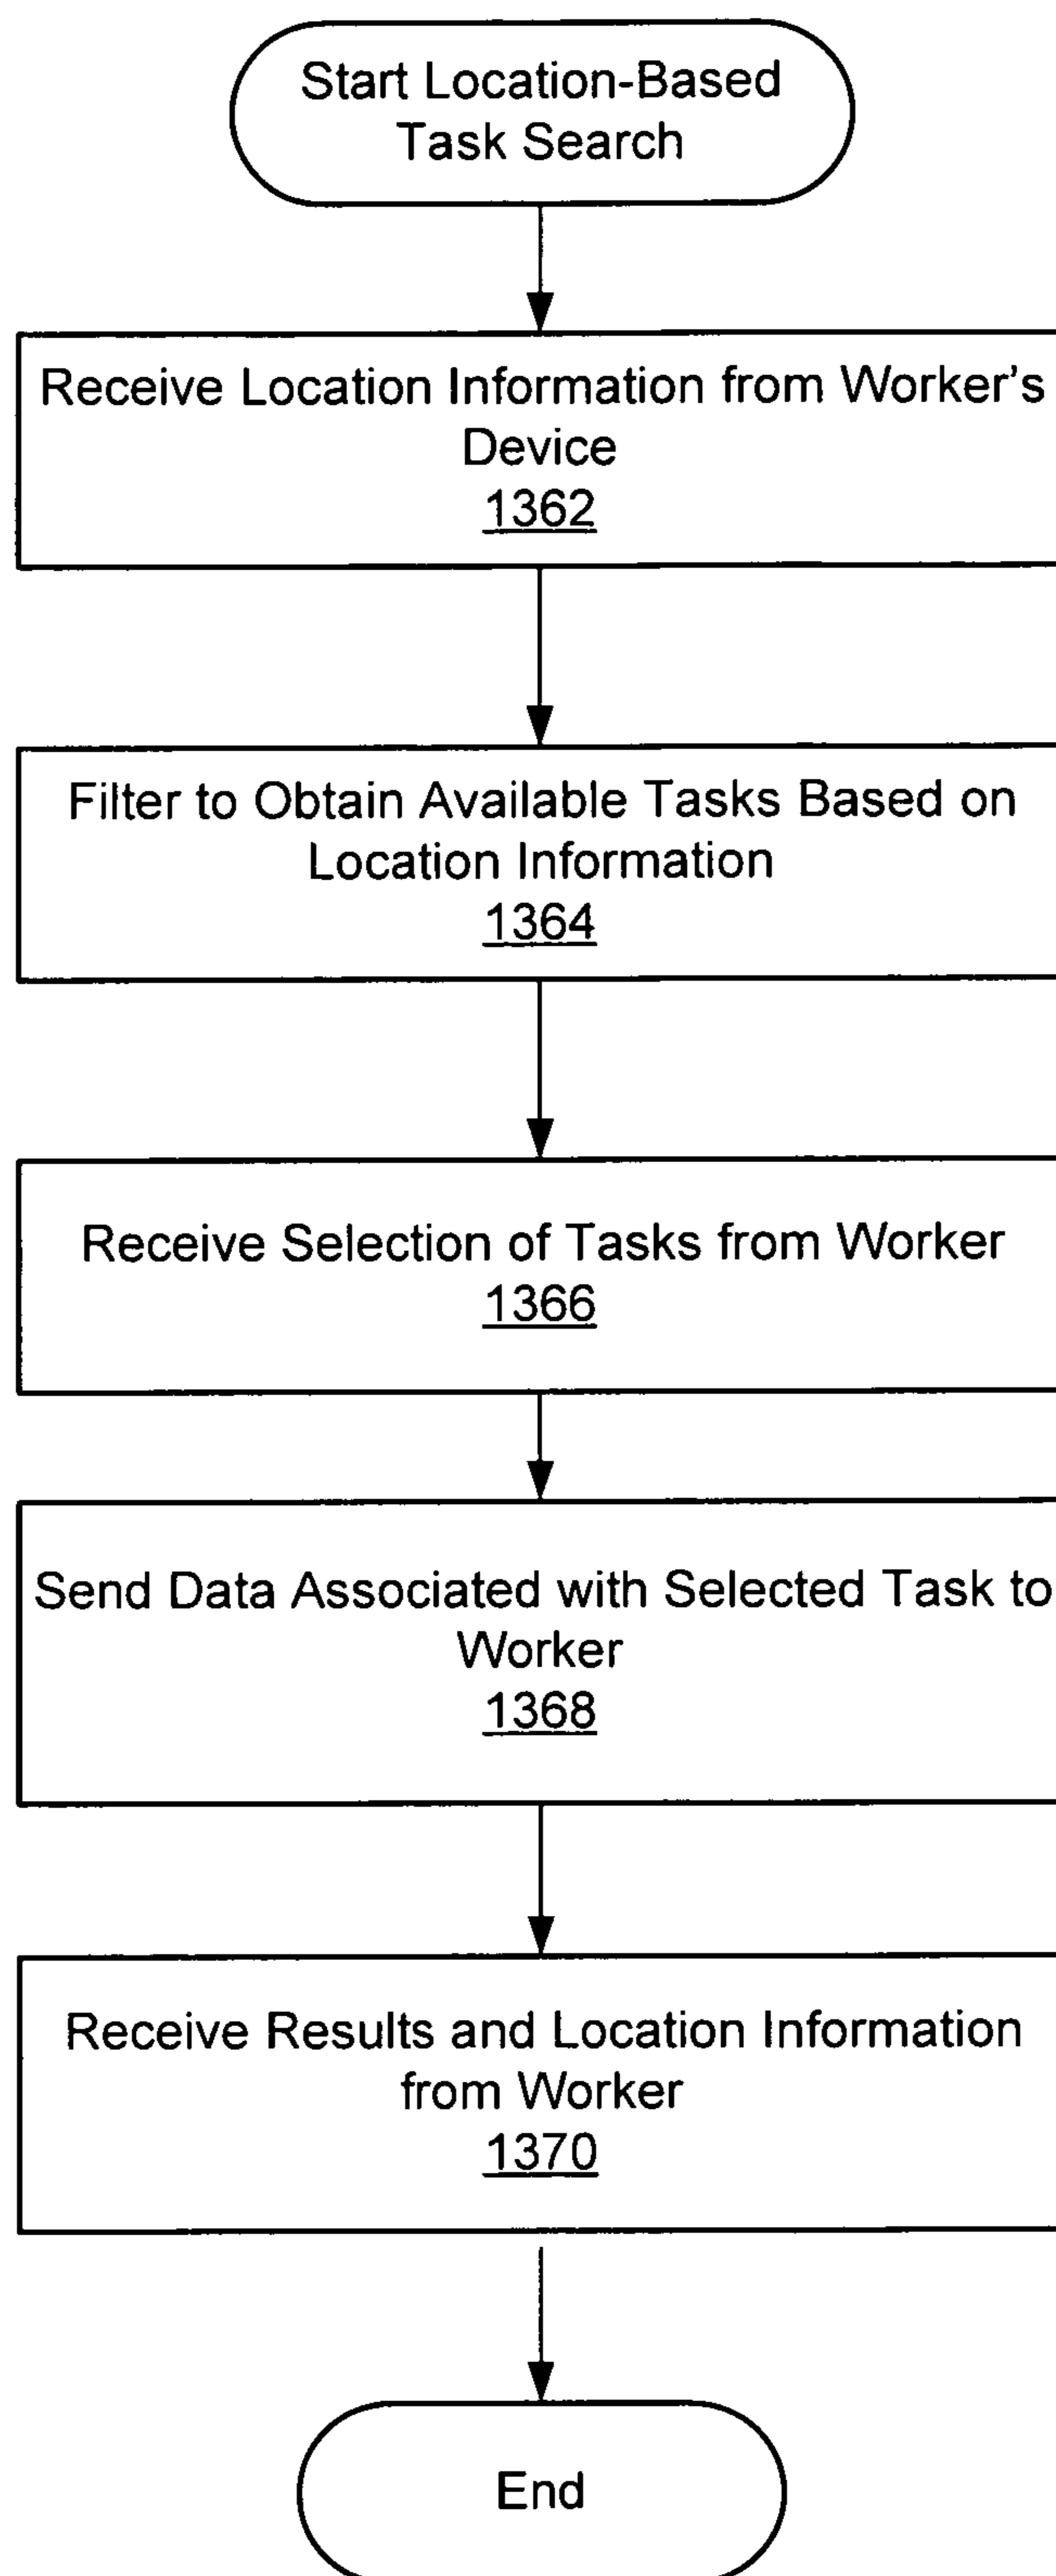 Start Location-Based
Task Search
Receive Location Information from Worker's
Device
1362
Filter to Obtain Available Tasks Based on
Location Information
1364
Receive Selection of Tasks from Worker
1366
Send Data Associated with Selected Task to
Worker
1368
Receive Results and Location Information
from Worker
1370
End